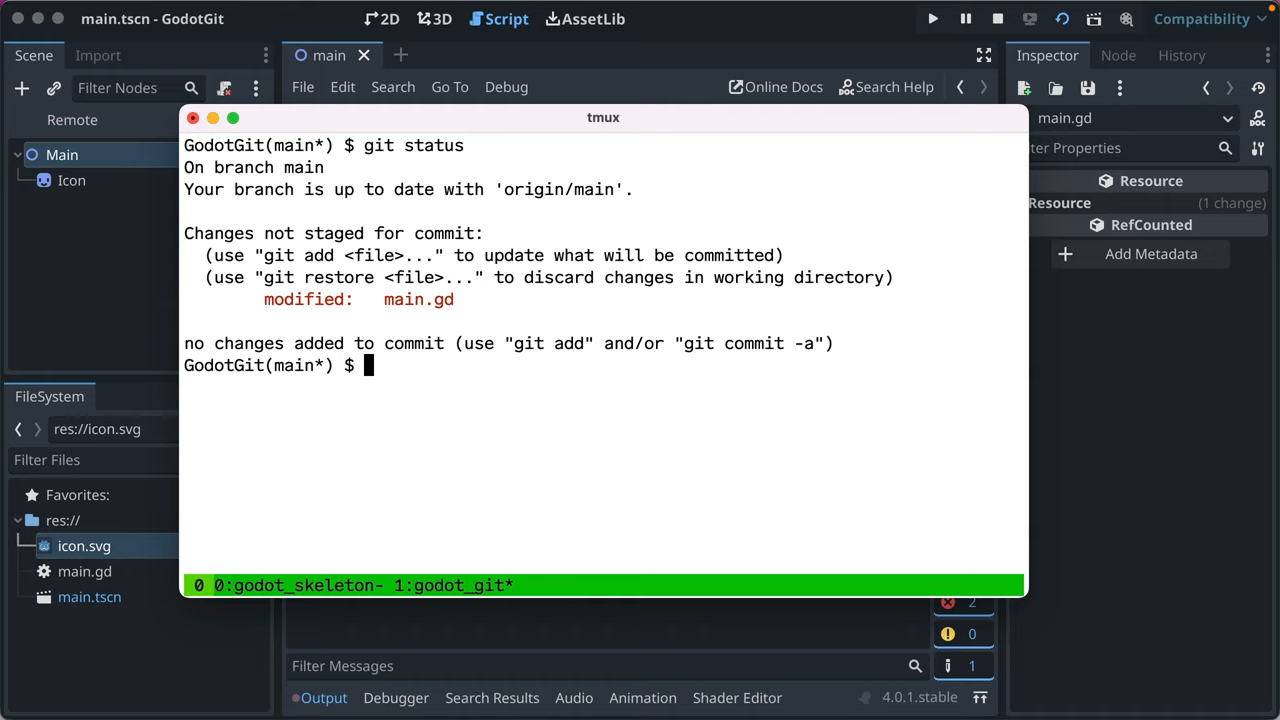 main.tscn - GodotGit
2D
3D
Script
AssetLib
Compatibility
Scene
Import
main
Inspector
Node
History
Filter Nodes
File
Edit
Search
Go To
Debug
Online Docs
Search Help
Remote
tmux
main.gd
Main
Icon
ter Properties
Resource
Resource
(1 change)
RefCounted
Add Metadata
GodotGit(main*) $ git status
On branch main
Your branch is up to date with 'origin/main'.
Changes not staged for commit:
(use "git add <file>..." to update what will be committed)
(use "git restore <file>..." to discard changes in working directory)
modified: main.gd
no changes added to commit (use "git add" and/or "git commit -a")
GodotGit(main*) $
0 0:godot_skeleton- 1:godot_git*
FileSystem
res://icon.svg
Filter Files
Favorites:
res://
icon.svg
main.gd
main.tscn
2
0
1
Filter Messages
Output
Debugger
Search Results
Audio
Animation
Shader Editor
4.0.1.stable